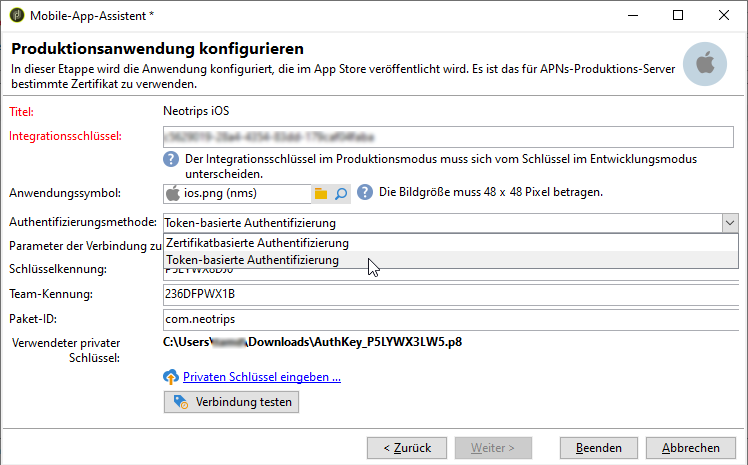 Mobile-App-Assistent *
Produktionsanwendung konfigurieren
In dieser Etappe wird die Anwendung konfiguriert, die im App Store veröffentlicht wird. Es ist das für APNs-Produktions-Server
bestimmte Zertifikat zu verwenden.
Titel: Neotrips iOS
Integrationsschlüssel:
? Der Integrationsschlüssel im Produktionsmodus muss sich vom Schlüssel im Entwicklungsmodus
unterscheiden.
Anwendungssymbol: ios.png (nms) ? Die Bildgröße muss 48 x 48 Pixel betragen.
Authentifizierungsmethode: Token-basierte Authentifizierung
Parameter der Verbindung zu Zertifikatbasierte Authentifizierung
Token-basierte Authentifizierung
Schlüsselkennung:
Team-Kennung: 236DFPWX1B
Paket-ID: com.neotrips
Verwendeter privater C:\Users\ \Downloads\AuthKey_P5LYWX3LW5.p8
Schlüssel:
Privaten Schlüssel eingeben ...
Verbindung testen
< Zurück Weiter > Beenden Abbrechen